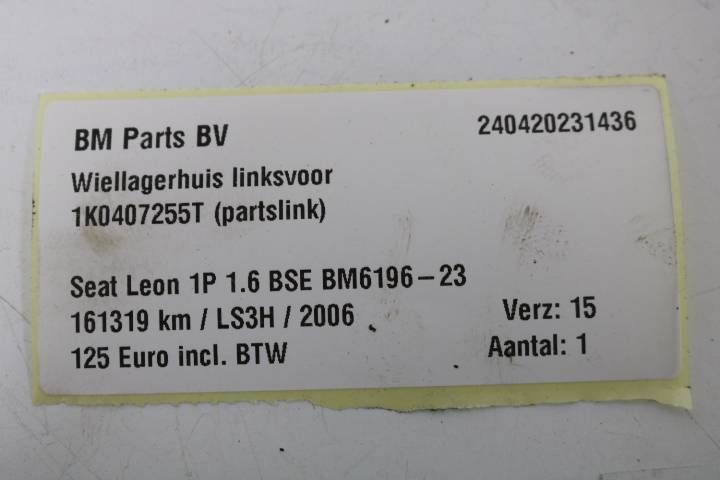 BM Parts BV
240420231436
Wiellagerhuis linksvoor
1K0407255T (partslink)
Seat Leon 1P 1.6 BSE BM6196-23
161319 km / LS3H / 2006
Verz: 15
125 Euro incl. BTW
Aantal: 1